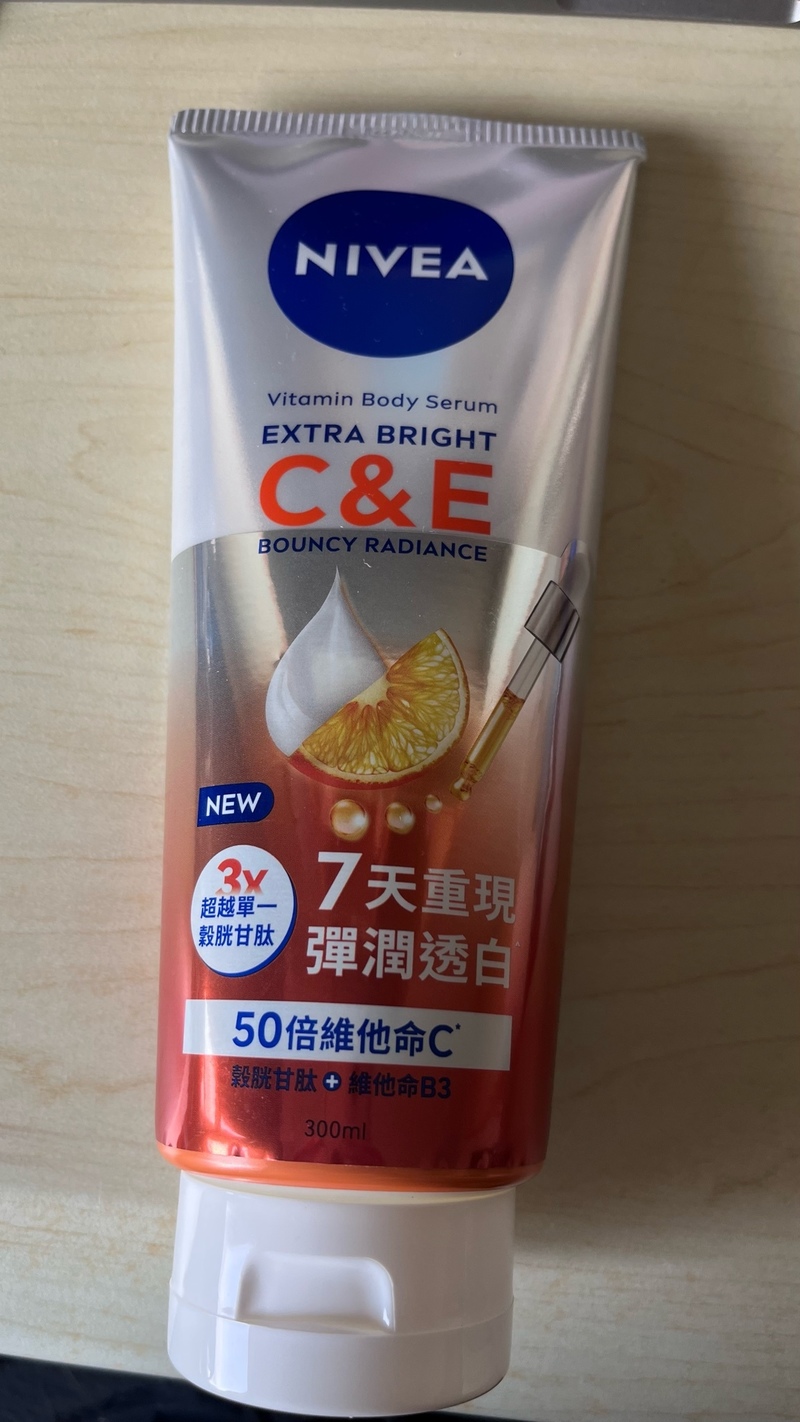 NIVEA
Vitamin Body Serum
EXTRA BRIGHT
C&E
BOUNCY RADIANCE
NEW
3x
超越單一
穀胱甘肽
7天重現
彈潤透白
50倍維他命C*
穀胱甘肽+維他命B3
300ml